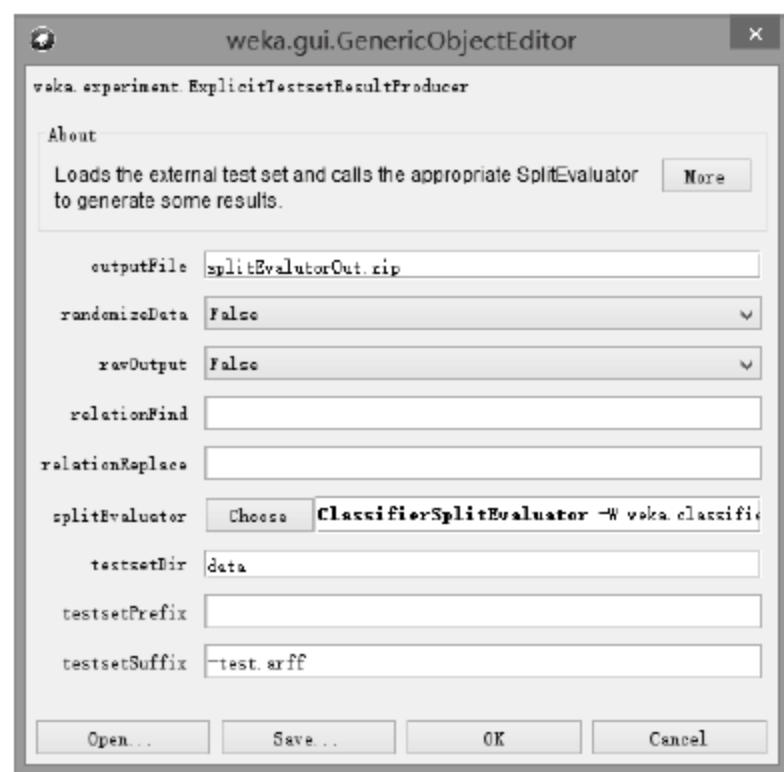 weka.gui.GenericObjectEditor
weka.experiment.ExplicitTestsetResultProducer
About
Loads the external test set and calls the appropriate SplitEvaluator
to generate some results.
More
outputFile splitEvalutorOut.zip
randomizeData False
rawOutput False
relationFind
relationReplace
splitEvaluator Choose ClassifierSplitEvaluator -W weka.classifie
testsetDir data
testsetPrefix
testsetSuffix -test.arff
Open... Save... OK Cancel